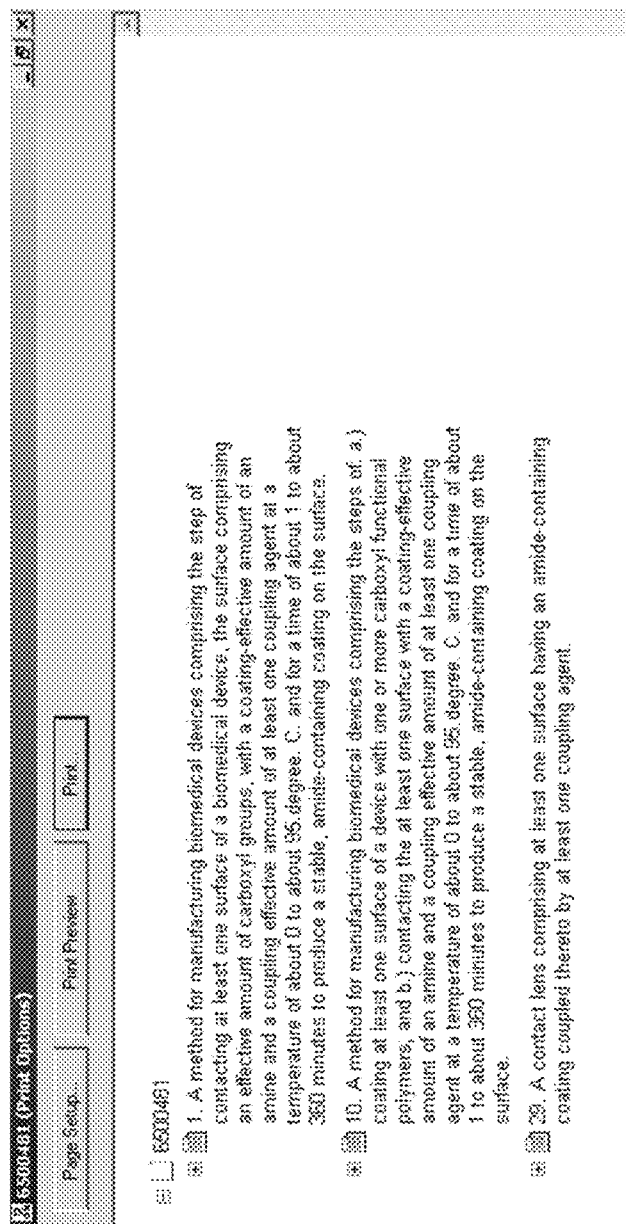 6500481 (Print Options)
Page Setup...
Print Preview
Print
6500481
1. A method for manufacturing biomedical devices comprising the step of
contacting at least one surface of a biomedical device, the surface comprising
an effective amount of carboxyl groups, with a coating-effective amount of an
amine and a coupling effective amount of at least one coupling agent at a
temperature of about 0 to about 95.degree. C. and for a time of about 1 to about
360 minutes to produce a stable, amide-containing coating on the surface.
10. A method for manufacturing biomedical devices comprising the steps of: a.)
coating at least one surface of a device with one or more carboxyl functional
polymers; and b.) contacting the at least one surface with a coating-effective
amount of an amine and a coupling effective amount of at least one coupling
agent at a temperature of about 0 to about 95.degree. C. and for a time of about
1 to about 360 minutes to produce a stable, amide-containing coating on the
surface.
29. A contact lens comprising at least one surface having an amide-containing
coating coupled thereto by at least one coupling agent.